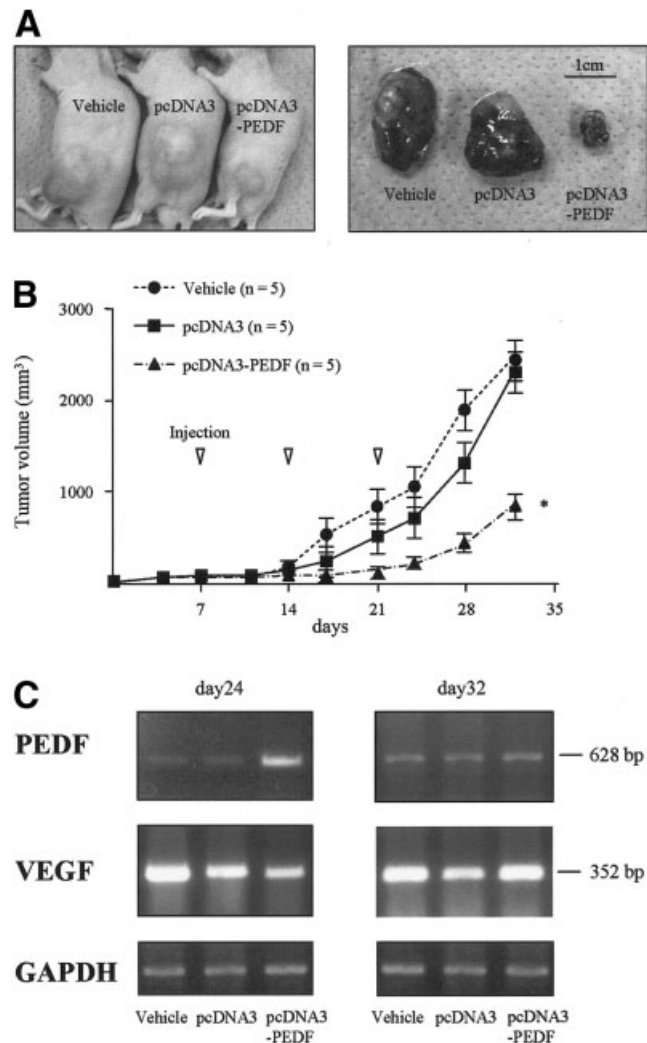 A
Vehicle
pcDNA3
pcDNA3
-PEDF
1cm
Vehicle
pcDNA3
pcDNA3
-PEDF
B
Vehicle (n = 5)
pcDNA3 (n = 5)
pcDNA3-PEDF (n = 5)
Tumor volume (mm³)
3000
2000
1000
Injection
*
7
14
21
28
35
days
C
day24
day32
PEDF
628 bp
VEGF
352 bp
GAPDH
Vehicle
pcDNA3
pcDNA3
-PEDF
Vehicle
pcDNA3
pcDNA3
-PEDF